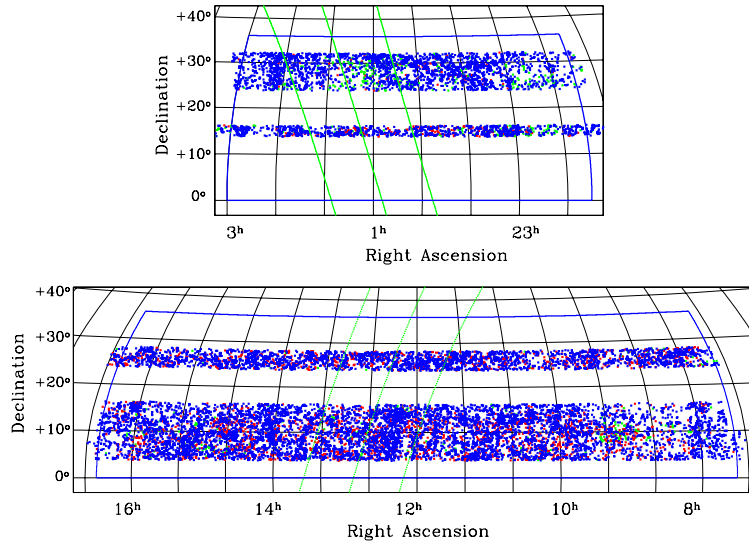 +40°
+30°
+20°
+10°
0°
Declination
3ʰ 1ʰ 23ʰ
Right Ascension
+40°
+30°
+20°
+10°
0°
Declination
16ʰ 14ʰ 12ʰ 10ʰ 8ʰ
Right Ascension